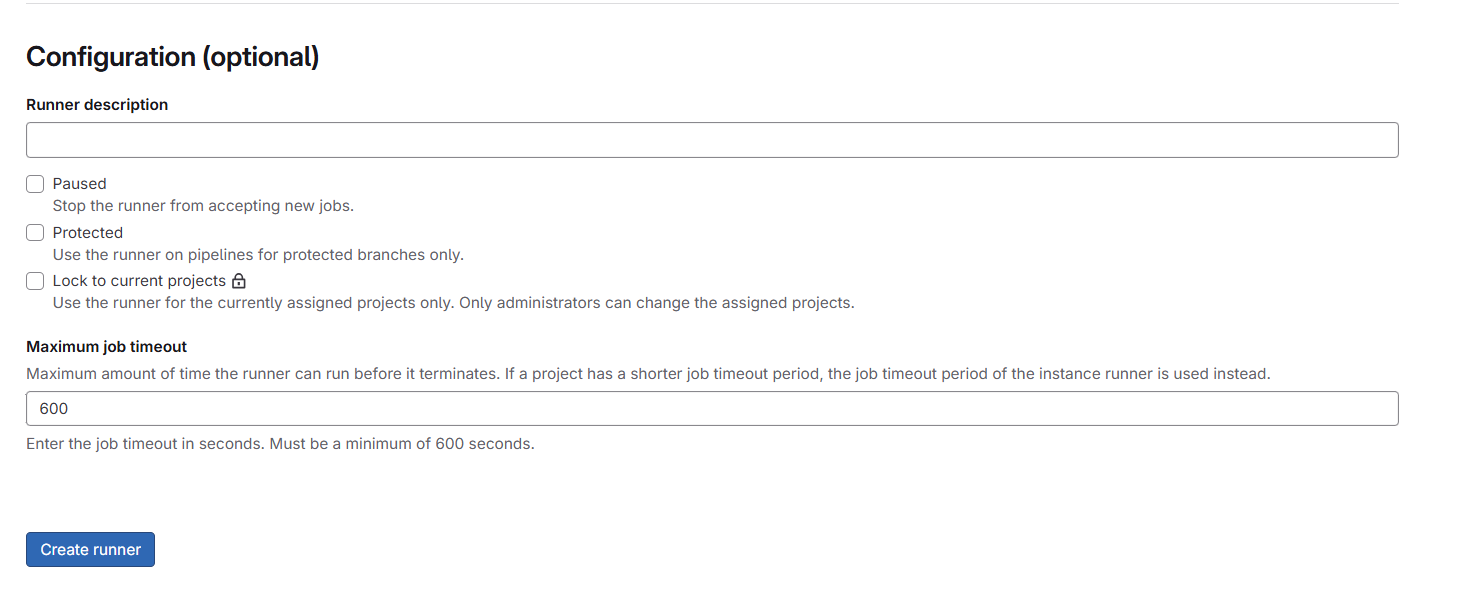 Configuration (optional)
Runner description
Paused
Stop the runner from accepting new jobs.
Protected
Use the runner on pipelines for protected branches only.
Lock to current projects
Use the runner for the currently assigned projects only. Only administrators can change the assigned projects.
Maximum job timeout
Maximum amount of time the runner can run before it terminates. If a project has a shorter job timeout period, the job timeout period of the instance runner is used instead.
600
Enter the job timeout in seconds. Must be a minimum of 600 seconds.
Create runner